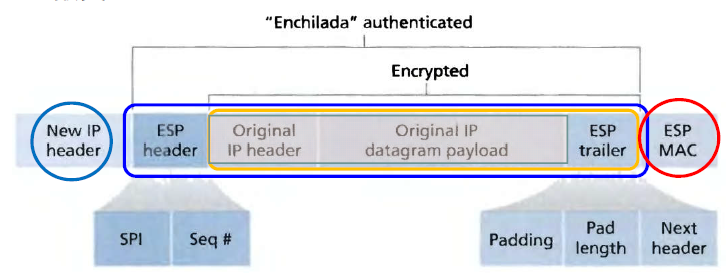 “Enchilada” authenticated
Encrypted
New IP
header
ESP
header
Original
IP header
Original IP
datagram payload
ESP
trailer
ESP
MAC
SPI
Seq #
Padding
Pad
length
Next
header